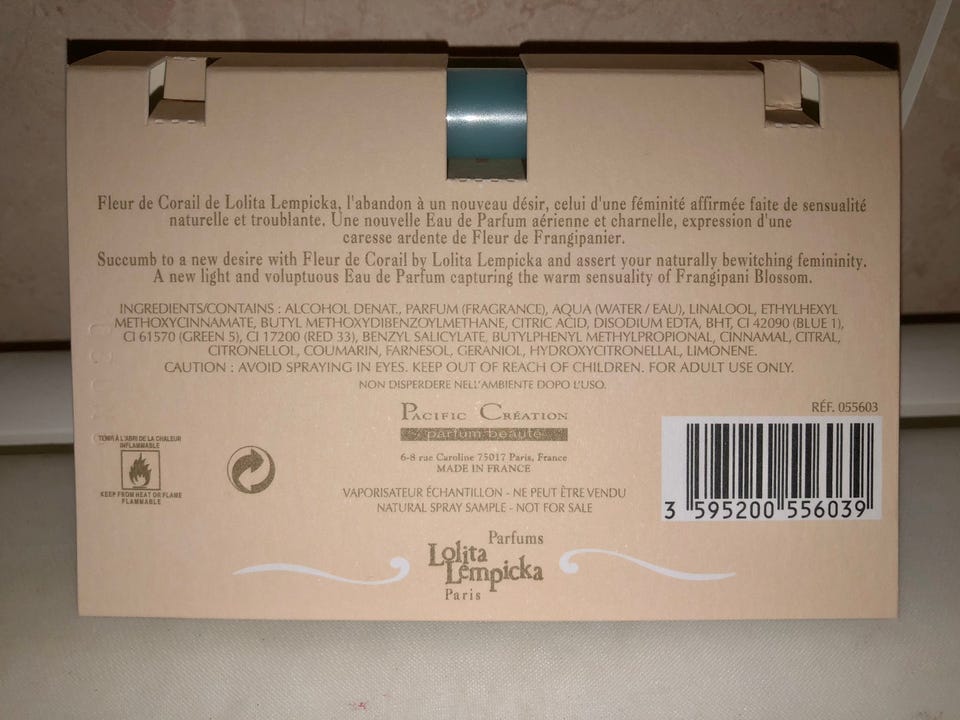 Fleur de Corail de Lolita Lempicka, l'abandon à un nouveau désir, celui d'une féminité affirmée faite de sensualité
naturelle et troublante. Une nouvelle Eau de Parfum aérienne et charnelle, expression d'une
caresse ardente de Fleur de Frangipanier.
Succumb to a new desire with Fleur de Corail by Lolita Lempicka and assert your naturally bewitching femininity.
A new light and voluptuous Eau de Parfum capturing the warm sensuality of Frangipani Blossom.
INGREDIENTS/CONTAINS : ALCOHOL DENAT., PARFUM (FRAGRANCE), AQUA (WATER / EAU), LINALOOL, ETHYLHEXYL
METHOXYCINNAMATE, BUTYL METHOXYDIBENZOYLMETHANE, CITRIC ACID, DISODIUM EDTA, BHT, CI 42090 (BLUE 1),
CI 61570 (GREEN 5), CI 17200 (RED 33), BENZYL SALICYLATE, BUTYLPHENYL METHYLPROPIONAL, CINNAMAL, CITRAL,
CITRONELLOL, COUMARIN, FARNESOL, GERANIOL, HYDROXYCITRONELLAL, LIMONENE.
CAUTION : AVOID SPRAYING IN EYES. KEEP OUT OF REACH OF CHILDREN. FOR ADULT USE ONLY.
NON DISPERDERE NELL'AMBIENTE DOPO L'USO.
PACIFIC CRÉATION
parfum beauté
6-8 rue Caroline 75017 Paris, France
MADE IN FRANCE
TENIR À L'ABRI DE LA CHALEUR
INFLAMMABLE
KEEP FROM HEAT OR FLAME
FLAMMABLE
VAPORISATEUR ÉCHANTILLON - NE PEUT ÊTRE VENDU
NATURAL SPRAY SAMPLE - NOT FOR SALE
RÉF. 055603
3 595200 556039
Parfums
Lolita
Lempicka
Paris